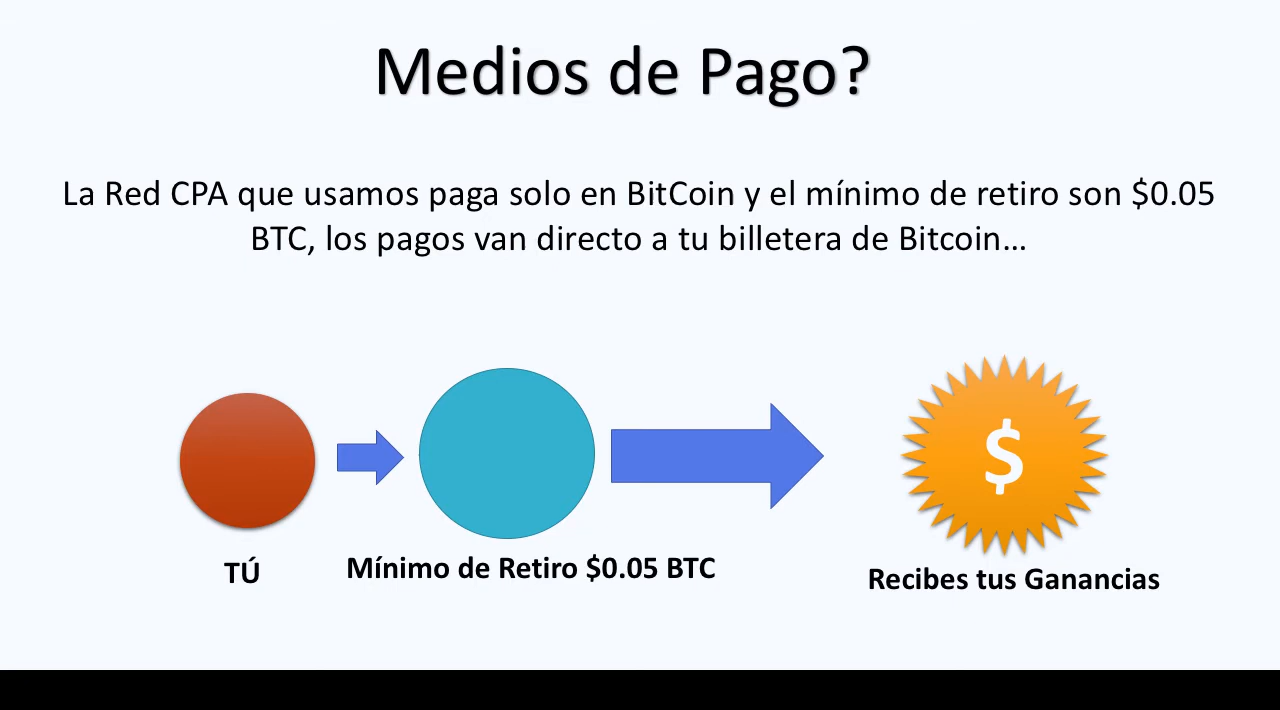 Medios de Pago?
La Red CPA que usamos paga solo en BitCoin y el mínimo de retiro son $0.05
BTC, los pagos van directo a tu billetera de Bitcoin...
$
TÚ
Mínimo de Retiro $0.05 BTC
Recibes tus Ganancias